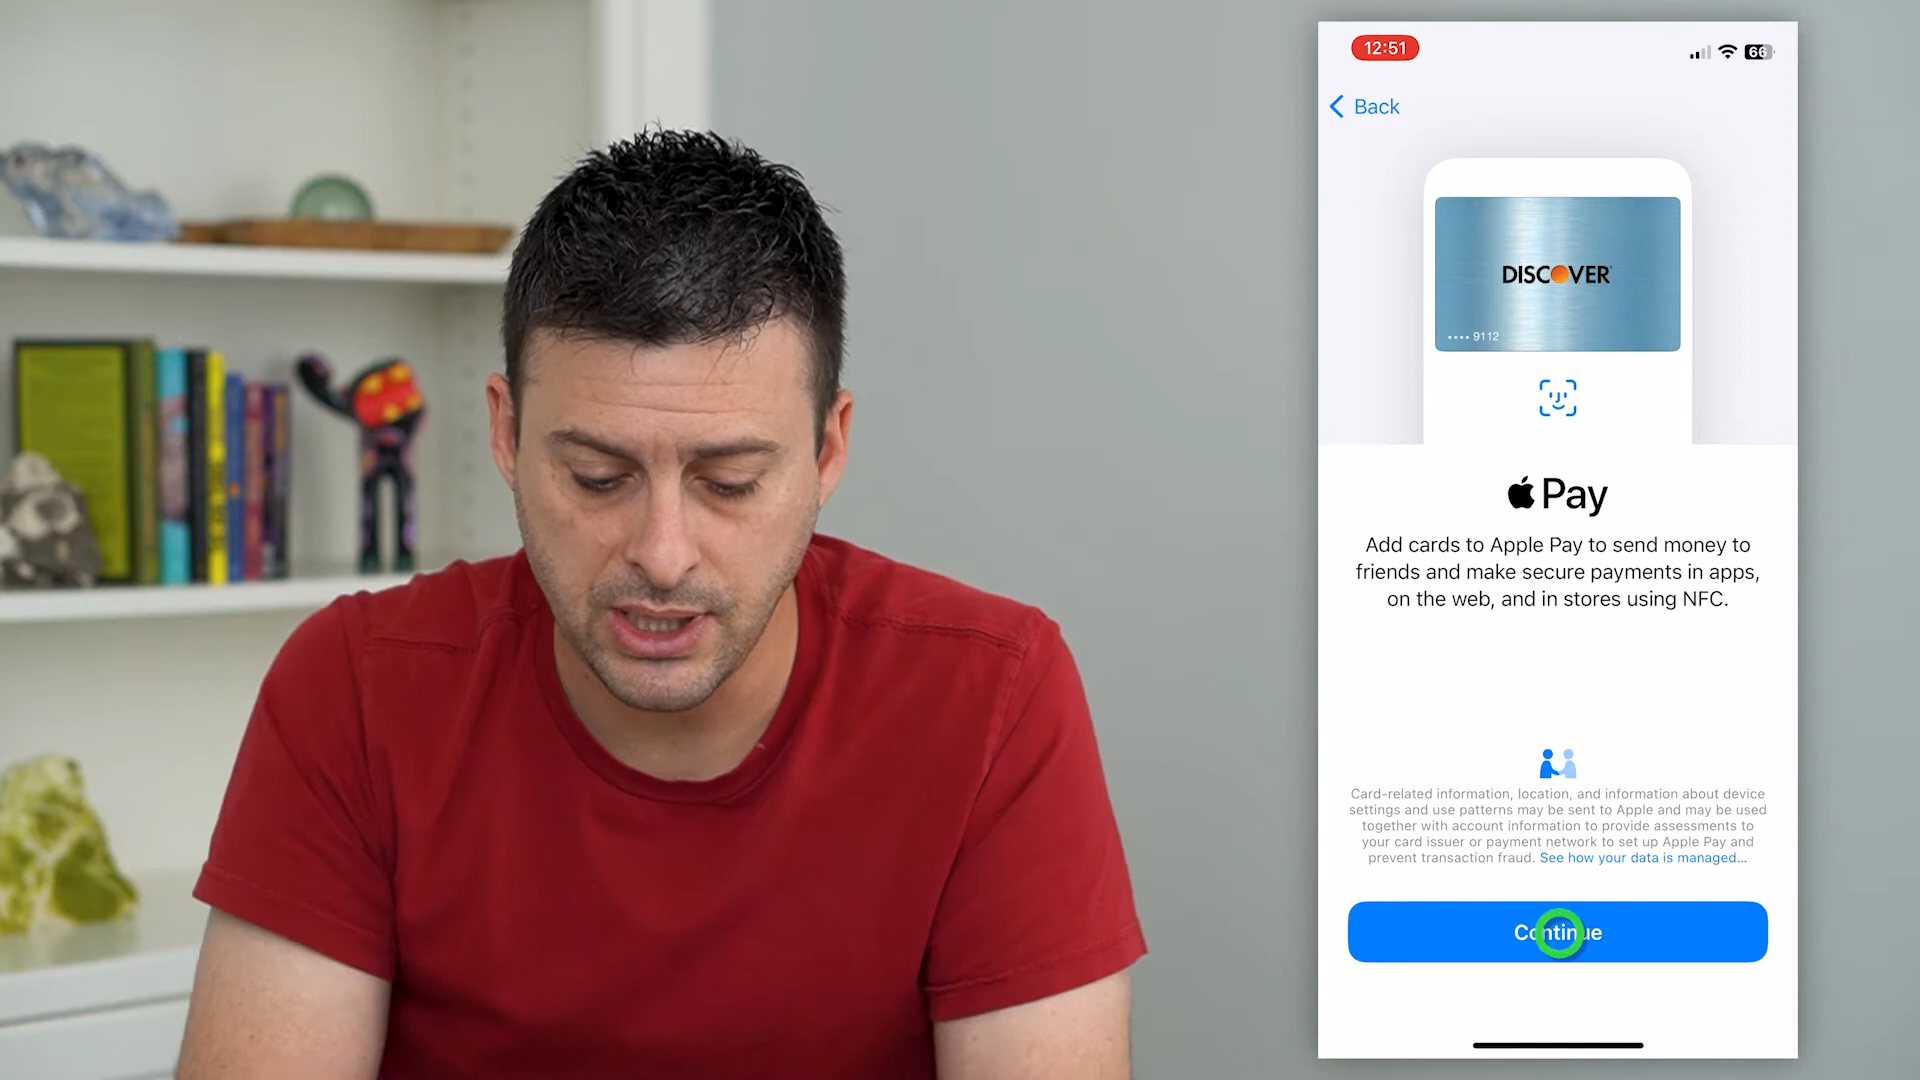 12:51
66
Back
DISCOVER
•••• 9112
Pay
Add cards to Apple Pay to send money to
friends and make secure payments in apps,
on the web, and in stores using NFC.
Card-related information, location, and information about device
settings and use patterns may be sent to Apple and may be used
together with account information to provide assessments to
your card issuer or payment network to set up Apple Pay and
prevent transaction fraud. See how your data is managed...
Continue